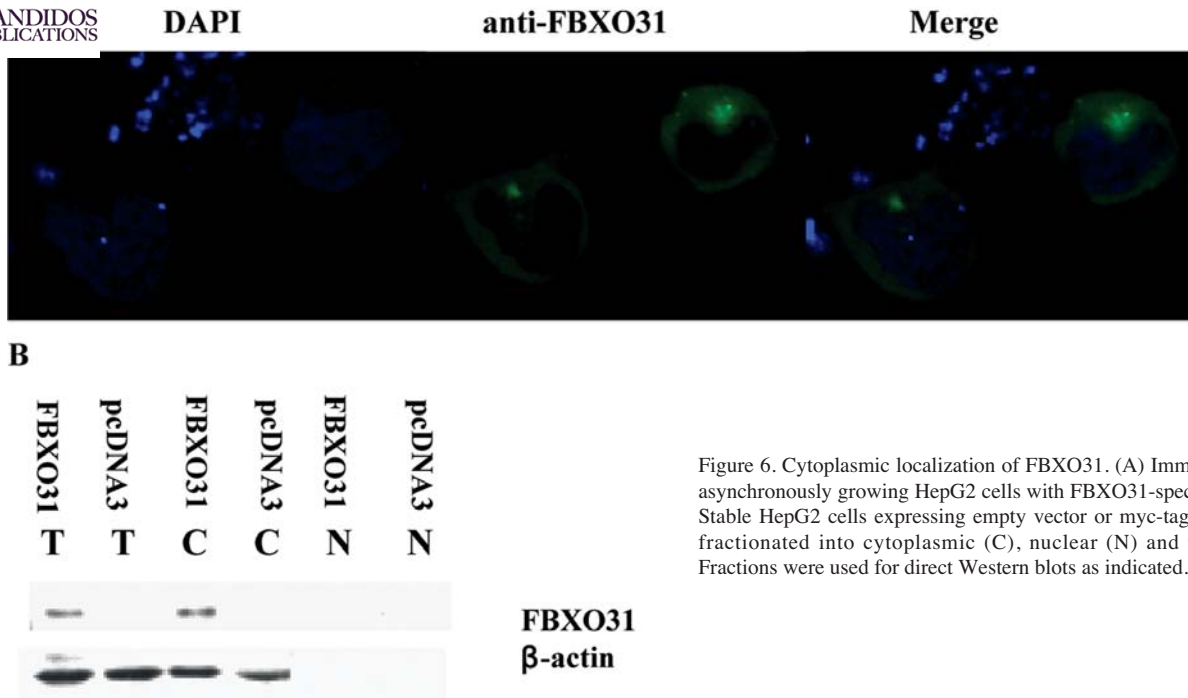 ANDIDOS
BLICATIONS
DAPI anti-FBXO31 Merge
B
FBXO31 pcDNA3 FBXO31 pcDNA3 FBXO31 pcDNA3
T T C C N N
FBXO31
β-actin
Figure 6. Cytoplasmic localization of FBXO31. (A) Imm
asynchronously growing HepG2 cells with FBXO31-spec
Stable HepG2 cells expressing empty vector or myc-tag
fractionated into cytoplasmic (C), nuclear (N) and
Fractions were used for direct Western blots as indicated.